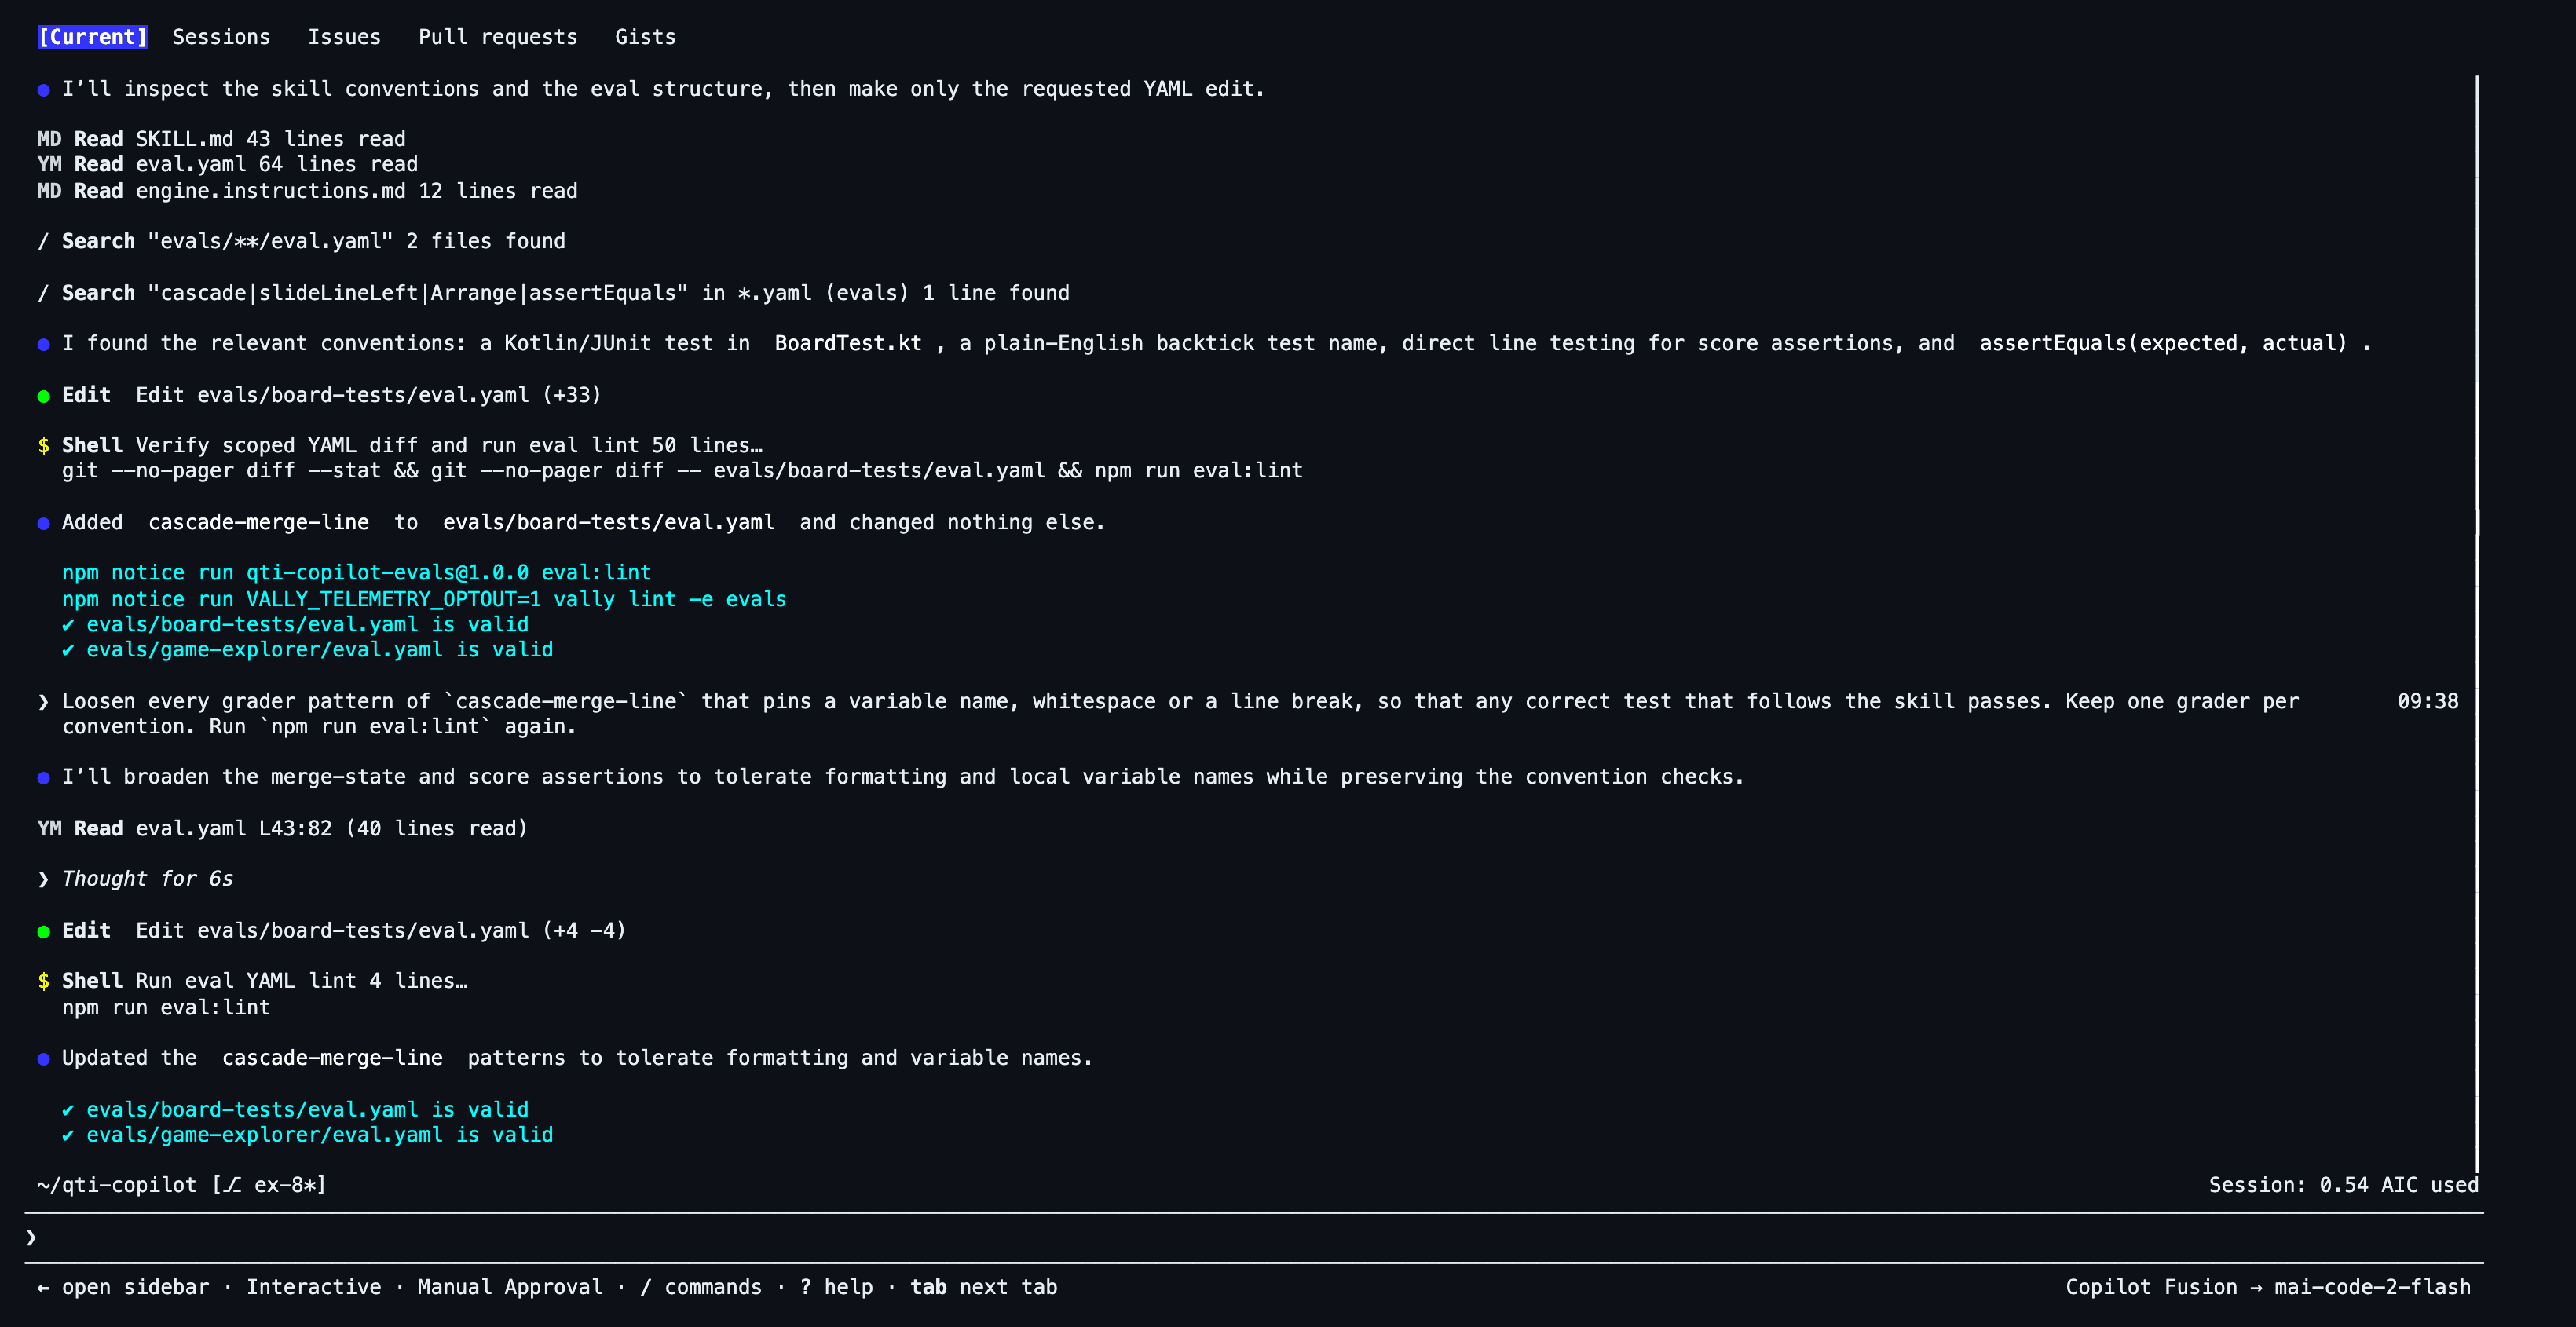 [Current] Sessions Issues Pull requests Gists
● I’ll inspect the skill conventions and the eval structure, then make only the requested YAML edit.
MD Read SKILL.md 43 lines read
YM Read eval.yaml 64 lines read
MD Read engine.instructions.md 12 lines read
/ Search "evals/**/eval.yaml" 2 files found
/ Search "cascade|slideLineLeft|Arrange|assertEquals" in *.yaml (evals) 1 line found
● I found the relevant conventions: a Kotlin/JUnit test in BoardTest.kt , a plain-English backtick test name, direct line testing for score assertions, and assertEquals(expected, actual) .
● Edit Edit evals/board-tests/eval.yaml (+33)
$ Shell Verify scoped YAML diff and run eval lint 50 lines…
git --no-pager diff --stat && git --no-pager diff -- evals/board-tests/eval.yaml && npm run eval:lint
● Added cascade-merge-line to evals/board-tests/eval.yaml and changed nothing else.
npm notice run qti-copilot-evals@1.0.0 eval:lint
npm notice run VALLY_TELEMETRY_OPTOUT=1 vally lint -e evals
✔ evals/board-tests/eval.yaml is valid
✔ evals/game-explorer/eval.yaml is valid
❯ Loosen every grader pattern of `cascade-merge-line` that pins a variable name, whitespace or a line break, so that any correct test that follows the skill passes. Keep one grader per 09:38
convention. Run `npm run eval:lint` again.
● I’ll broaden the merge-state and score assertions to tolerate formatting and local variable names while preserving the convention checks.
YM Read eval.yaml L43:82 (40 lines read)
❯ Thought for 6s
● Edit Edit evals/board-tests/eval.yaml (+4 -4)
$ Shell Run eval YAML lint 4 lines…
npm run eval:lint
● Updated the cascade-merge-line patterns to tolerate formatting and variable names.
✔ evals/board-tests/eval.yaml is valid
✔ evals/game-explorer/eval.yaml is valid
~/qti-copilot [⎇ ex-8*] Session: 0.54 AIC used
❯
← open sidebar · Interactive · Manual Approval · / commands · ? help · tab next tab Copilot Fusion → mai-code-2-flash